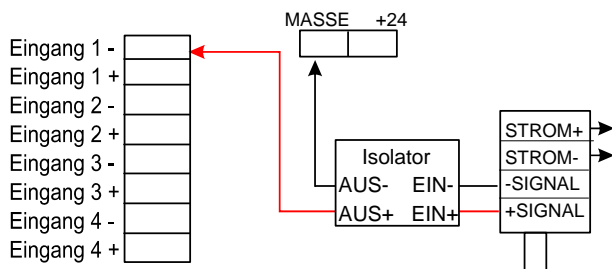 MASSE +24
Eingang 1 -
Eingang 1 +
Eingang 2 -
Eingang 2 +
Eingang 3 -
Eingang 3 +
Eingang 4 -
Eingang 4 +
Isolator
AUS- EIN-
AUS+ EIN+
STROM+
STROM-
-SIGNAL
+SIGNAL